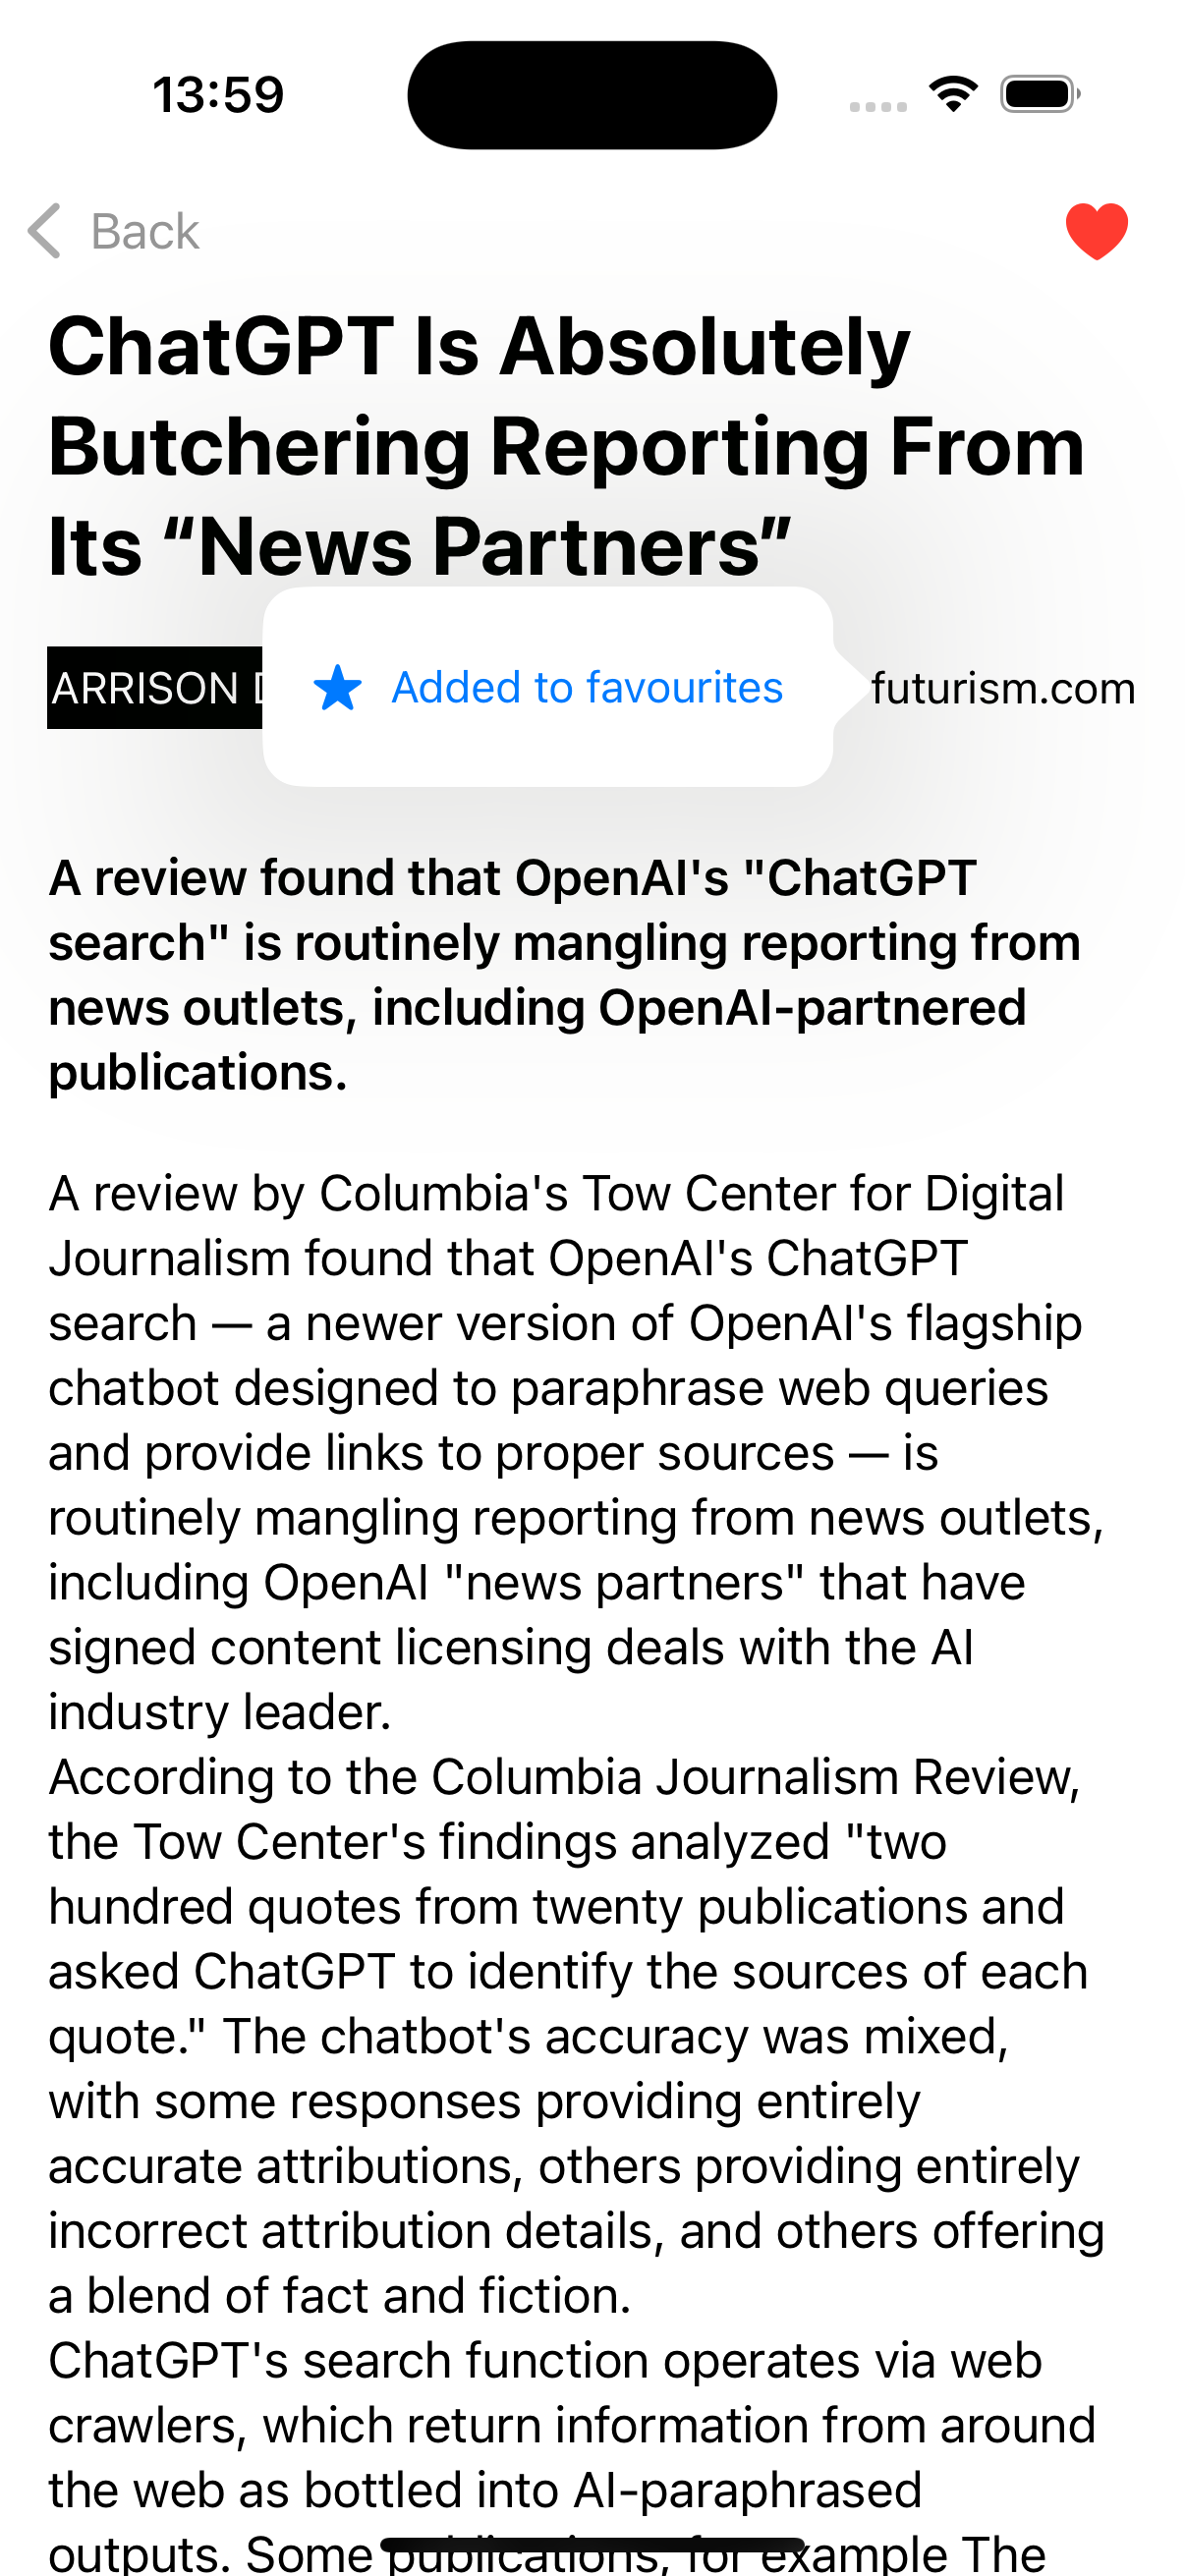 13:59
Back
ChatGPT Is Absolutely
Butchering Reporting From
Its “News Partners”
ARRISON
Added to favourites
futurism.com
A review found that OpenAI's "ChatGPT
search" is routinely mangling reporting from
news outlets, including OpenAI-partnered
publications.
A review by Columbia's Tow Center for Digital
Journalism found that OpenAI's ChatGPT
search — a newer version of OpenAI's flagship
chatbot designed to paraphrase web queries
and provide links to proper sources — is
routinely mangling reporting from news outlets,
including OpenAI "news partners" that have
signed content licensing deals with the AI
industry leader.
According to the Columbia Journalism Review,
the Tow Center's findings analyzed "two
hundred quotes from twenty publications and
asked ChatGPT to identify the sources of each
quote." The chatbot's accuracy was mixed,
with some responses providing entirely
accurate attributions, others providing entirely
incorrect attribution details, and others offering
a blend of fact and fiction.
ChatGPT's search function operates via web
crawlers, which return information from around
the web as bottled into AI-paraphrased
outputs. Some publications, for example The